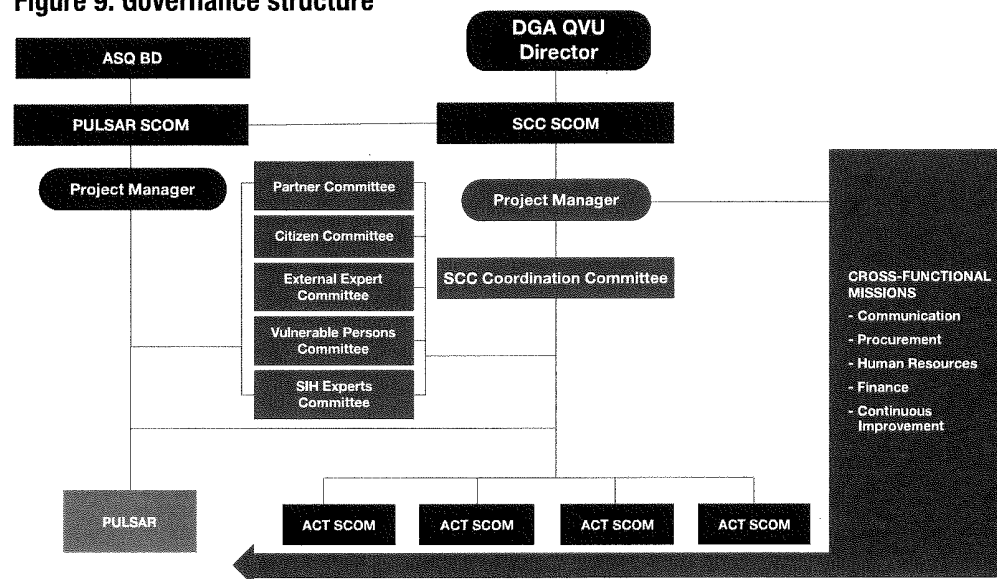 Figure 9. Governance structure
ASQ BD
DGA QVU
Director
PULSAR SCOM
SCC SCOM
Project Manager
Partner Committee
Project Manager
Citizen Committee
External Expert
Committee
SCC Coordination Committee
Vulnerable Persons
Committee
SIH Experts
Committee
CROSS-FUNCTIONAL
MISSIONS
- Communication
- Procurement
- Human Resources
- Finance
- Continuous
Improvement
PULSAR
ACT SCOM
ACT SCOM
ACT SCOM
ACT SCOM